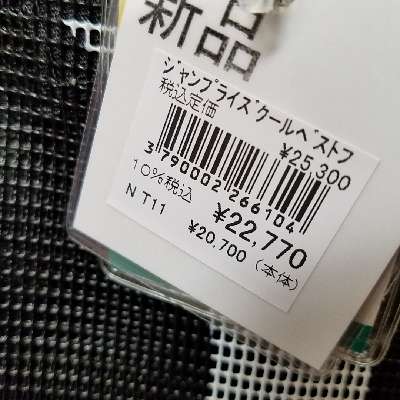 新品
ｼﾞｬﾝﾌﾟﾗｲｽﾞｸｰﾙﾍﾞｽﾄﾌ
税込定価 ¥25,300
3790002266104
10%税込 ¥22,770
NT11 ¥20,700 (本体)